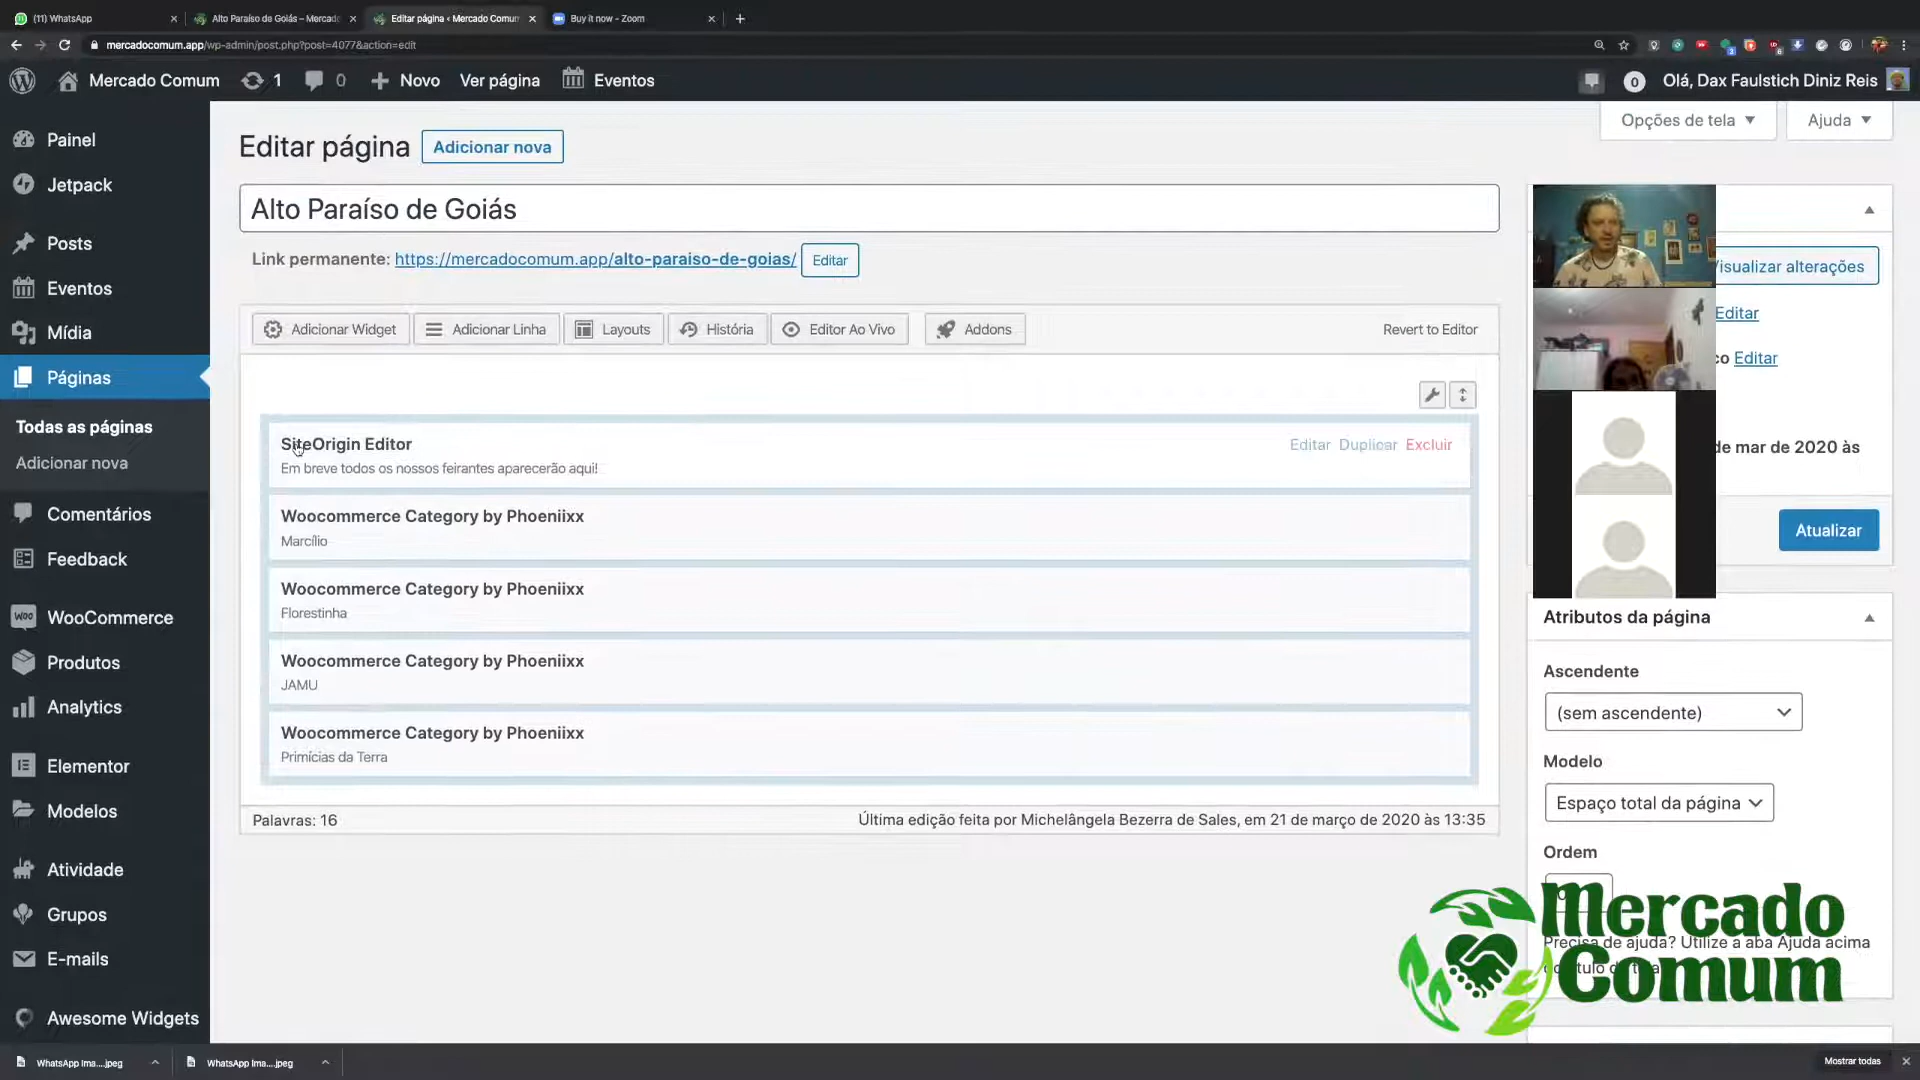 (11) WhatsApp
Alto Paraíso de Goiás – Mercado
Editar página ‹ Mercado Comum
Buy it now - Zoom
mercadocomum.app/wp-admin/post.php?post=4077&action=edit
Mercado Comum
1
0
Novo
Ver página
Eventos
0
Olá, Dax Faulstich Diniz Reis
Painel
Jetpack
Posts
Eventos
Mídia
Páginas
Todas as páginas
Adicionar nova
Comentários
Feedback
WooCommerce
Produtos
Analytics
Elementor
Modelos
Atividade
Grupos
E-mails
Awesome Widgets
Opções de tela
Ajuda
Editar página
Adicionar nova
Alto Paraíso de Goiás
Link permanente: https://mercadocomum.app/alto-paraiso-de-goias/ Editar
Adicionar Widget
Adicionar Linha
Layouts
História
Editor Ao Vivo
Addons
Revert to Editor
SiteOrigin Editor
Editar Duplicar Excluir
Em breve todos os nossos feirantes aparecerão aqui!
Woocommerce Category by Phoeniixx
Marcílio
Woocommerce Category by Phoeniixx
Florestinha
Woocommerce Category by Phoeniixx
JAMU
Woocommerce Category by Phoeniixx
Primícias da Terra
Palavras: 16
Última edição feita por Michelângela Bezerra de Sales, em 21 de março de 2020 às 13:35
Visualizar alterações
Editar
Editar
de mar de 2020 às
Atualizar
Atributos da página
Ascendente
(sem ascendente)
Modelo
Espaço total da página
Ordem
Precisa de ajuda? Utilize a aba Ajuda acima
Mercado
Comum
WhatsApp Ima....jpeg
WhatsApp Ima....jpeg
Mostrar todas